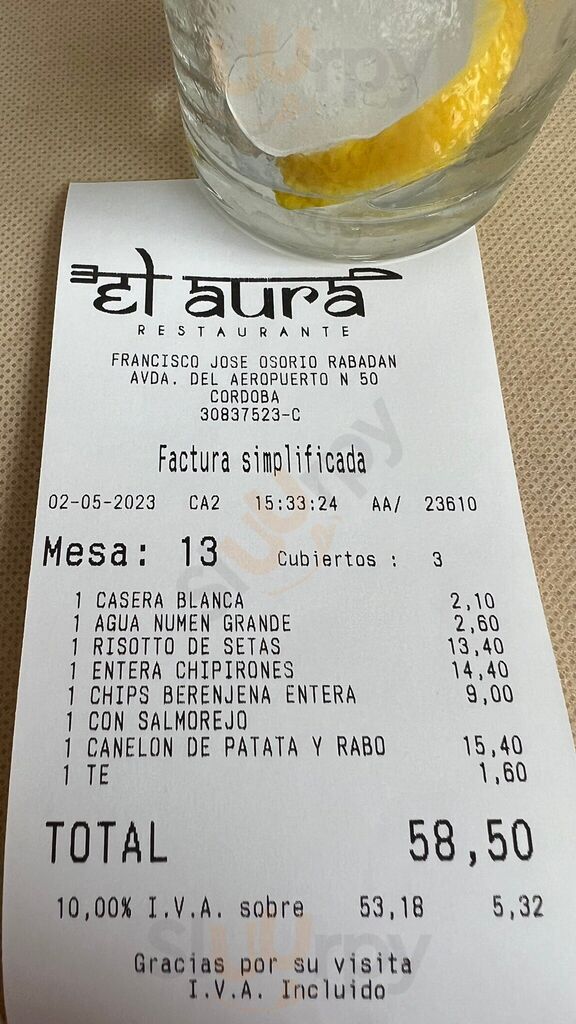 el aura
RESTAURANTE
FRANCISCO JOSE OSORIO RABADAN
AVDA. DEL AEROPUERTO N 50
CORDOBA
30837523-C
Factura simplificada
02-05-2023 CA2 15:33:24 AA/ 23610
Mesa: 13 Cubiertos : 3
1 CASERA BLANCA 2,10
1 AGUA NUMEN GRANDE 2,60
1 RISOTTO DE SETAS 13,40
1 ENTERA CHIPIRONES 14,40
1 CHIPS BERENJENA ENTERA 9,00
1 CON SALMOREJO
1 CANELON DE PATATA Y RABO 15,40
1 TE 1,60
TOTAL 58,50
10,00% I.V.A. sobre 53,18 5,32
Gracias por su visita
I.V.A. Incluido
sluurpy
sluurpy
sluurpy